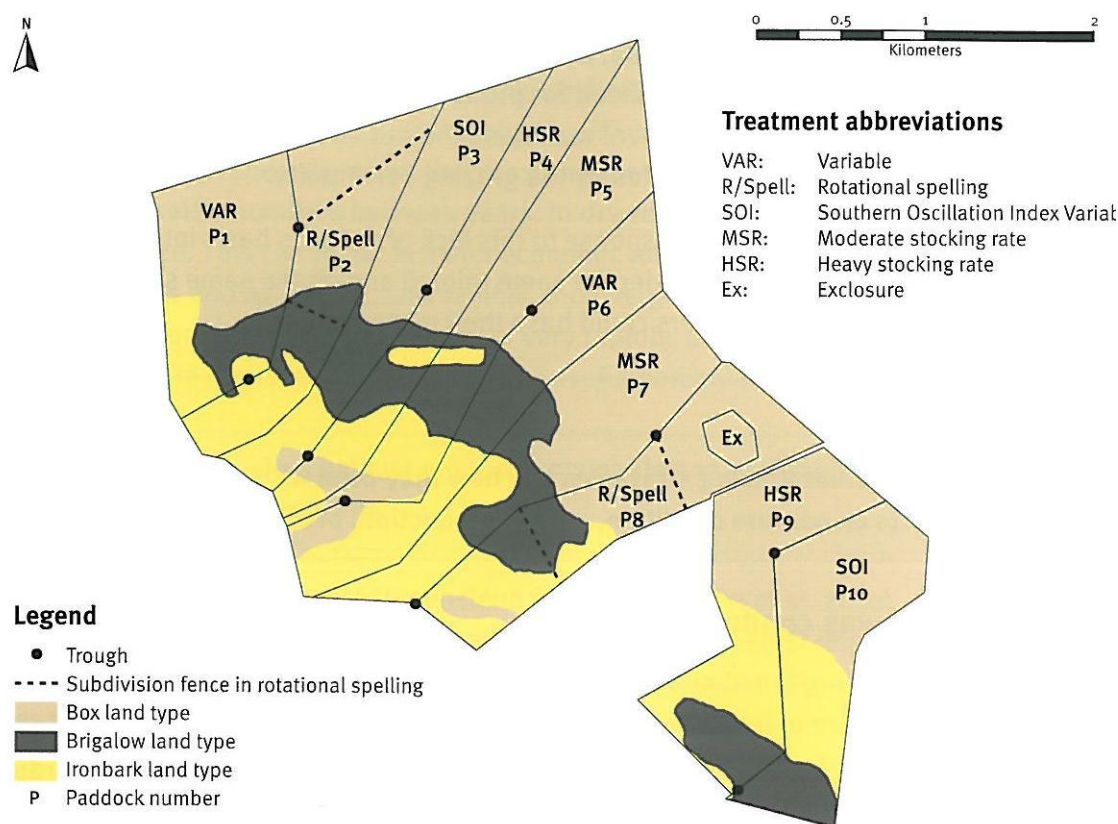 N
0 0.5 1 2
Kilometers
Treatment abbreviations
VAR: Variable
R/Spell: Rotational spelling
SOI: Southern Oscillation Index Variab
MSR: Moderate stocking rate
HSR: Heavy stocking rate
Ex: Exclosure
SOI
P3
HSR
P4
MSR
P5
VAR
P1
R/Spell
P2
VAR
P6
MSR
P7
Ex
R/Spell
P8
HSR
P9
SOI
P10
Legend
Trough
Subdivision fence in rotational spelling
Box land type
Brigalow land type
Ironbark land type
P Paddock number